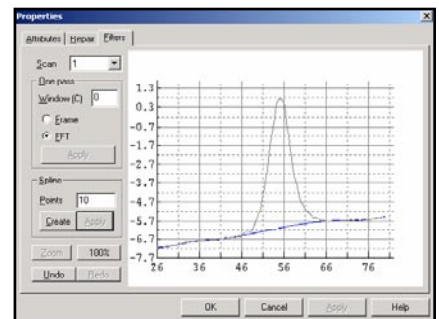 Properties
Attributes Repair Filters
Scan 1
One pass
Window (C) 0
Frame
FFT
Apply
Spline
Points 10
Create Apply
Zoom 100%
Undo Redo
1.3
0.3
-0.7
-1.7
-2.7
-3.7
-4.7
-5.7
-6.7
-7.7
26 36 46 56 66 76
OK Cancel Apply Help